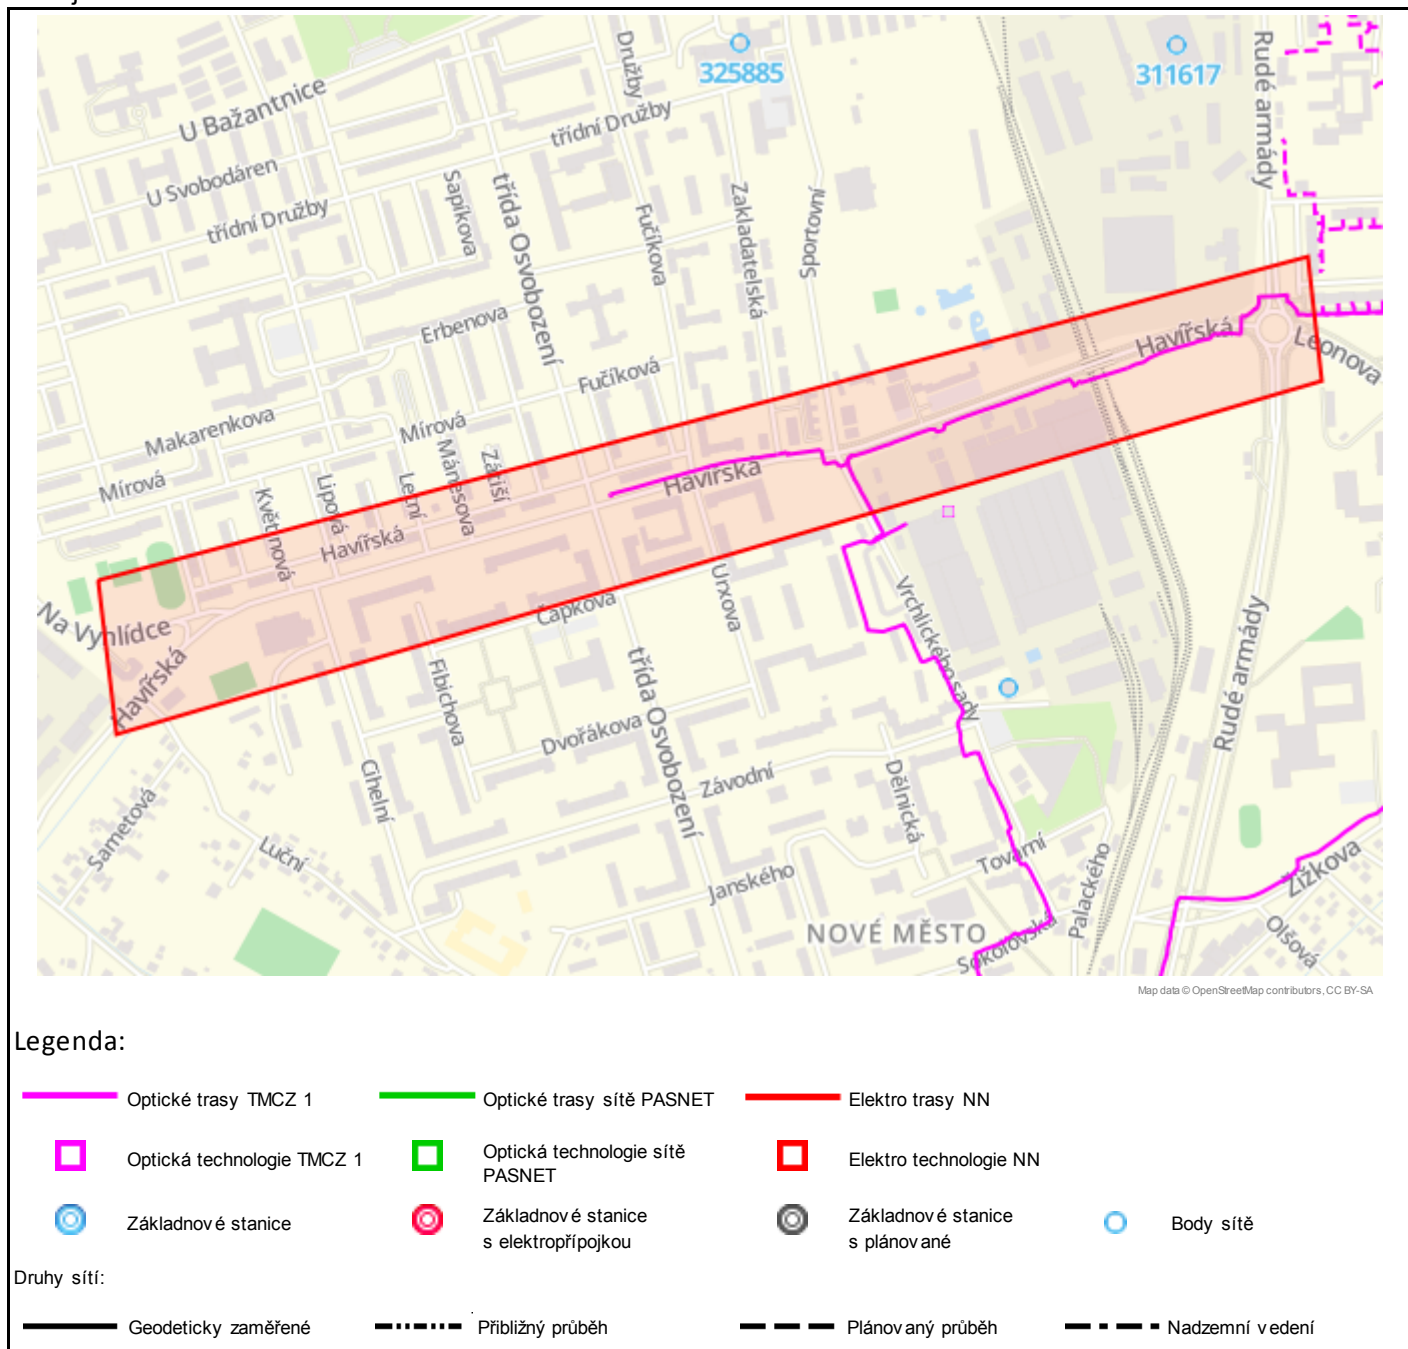 Družby
325885
311617
Rudé armády
U Bažantnice
třídní Družby
U Svobodáren
Sapíkova
třída Osvobození
Fučíkova
Zakladatelská
Sportovní
třídní Družby
Erbenova
Havířská
Leonova
Fučíková
Makarenkova
Mírová
Mánesova
Zátiší
Mírová
Lipová
Letní
Květinová
Havířská
Havířská
Na Vyhlídce
Havířská
Čapkova
Urxova
Vrchlického sady
Fibichova
třída Osvobození
Rudé armády
Dvořákova
Závodní
Cihelní
Dělnická
Sametová
Luční
Janského
Tovární
Palackého
Žižkova
NOVÉ MĚSTO
Sokolovská
Olšová
Map data © OpenStreetMap contributors, CC BY-SA
Legenda:
Optické trasy TMCZ 1
Optické trasy sítě PASNET
Elektro trasy NN
Optická technologie TMCZ 1
Optická technologie sítě
PASNET
Elektro technologie NN
Základnové stanice
Základnové stanice
s elektropřípojkou
Základnové stanice
s plánované
Body sítě
Druhy sítí:
Geodeticky zaměřené
Přibližný průběh
Plánovaný průběh
Nadzemní vedení